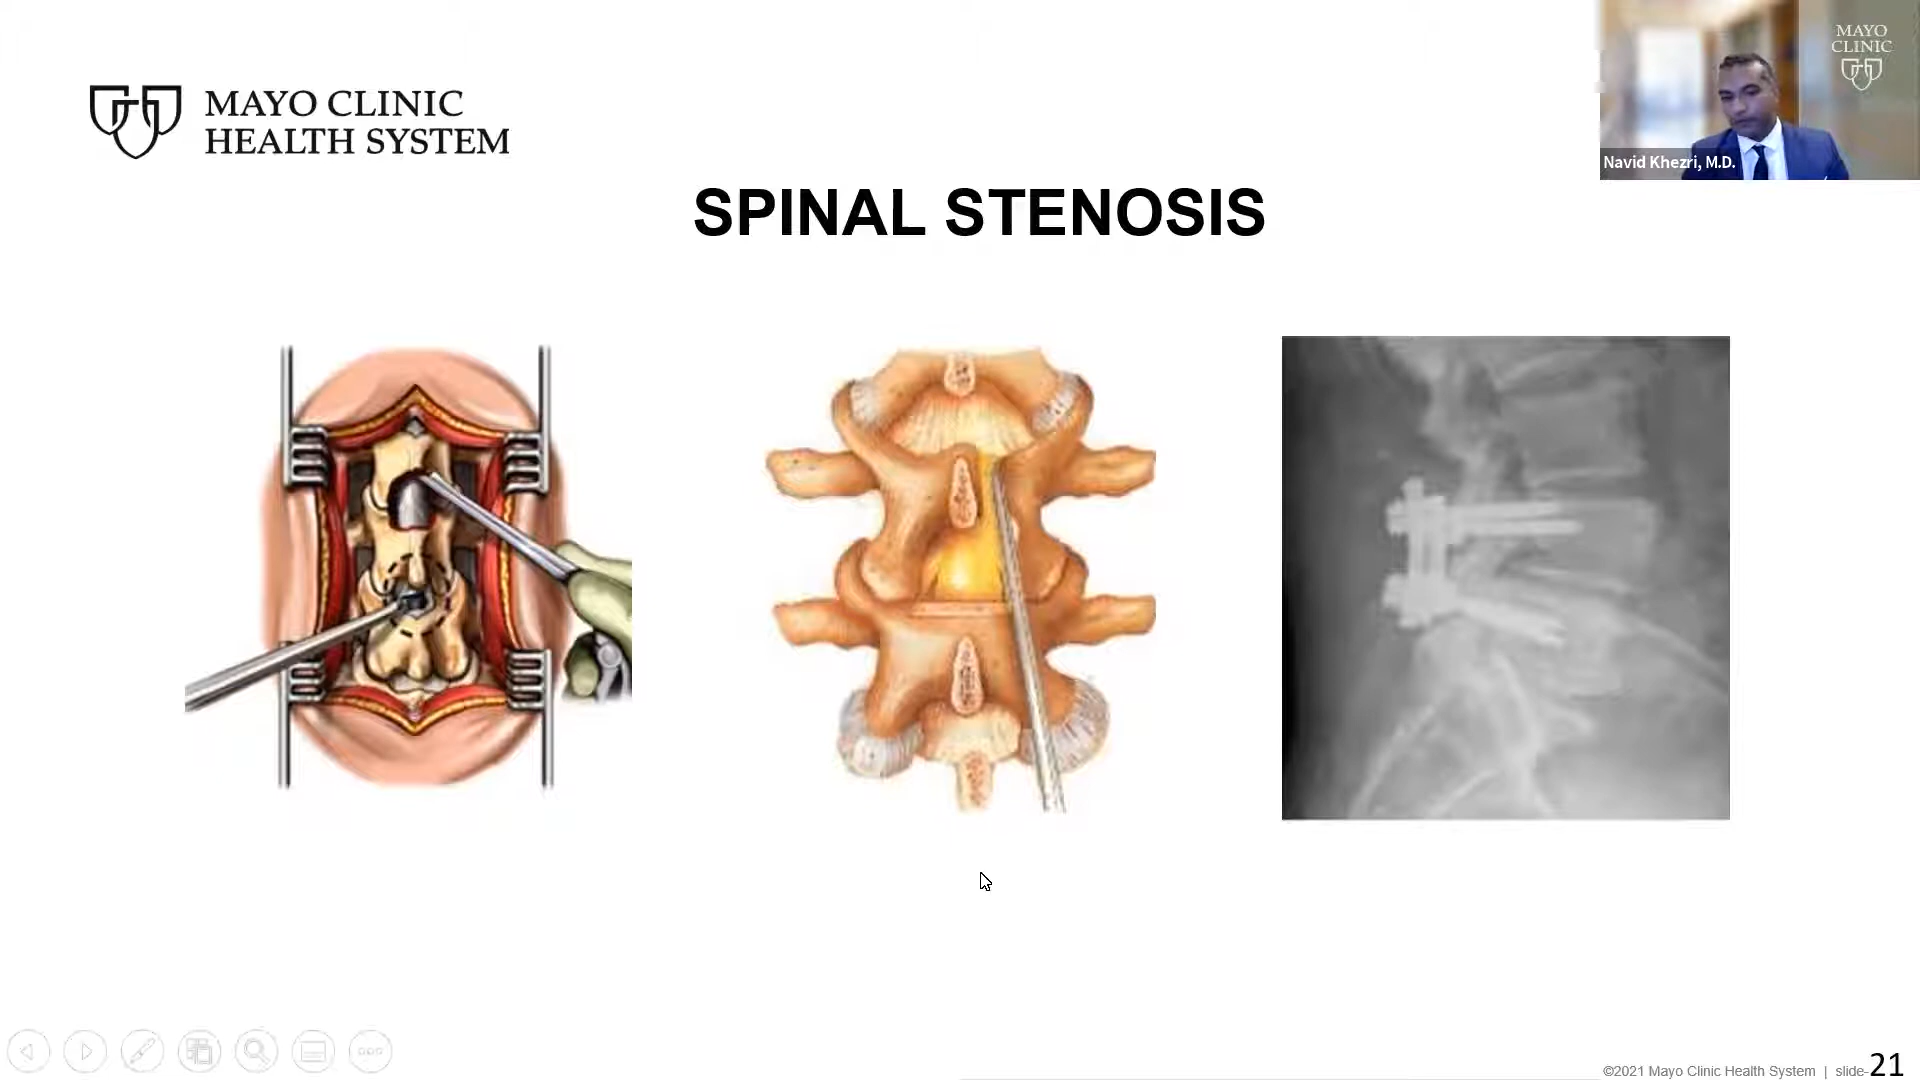 MAYO CLINIC
HEALTH SYSTEM
MAYO
CLINIC
Navid Khezri, M.D.
SPINAL STENOSIS
©2021 Mayo Clinic Health System | slide-21